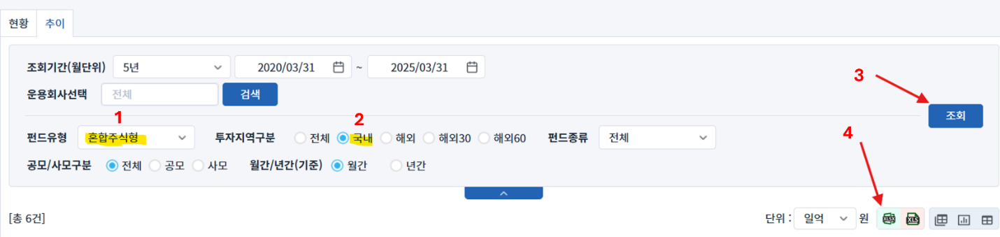 현황 추이
조회기간(월단위) 5년 2020/03/31 ~ 2025/03/31
3
운용회사선택 전체 검색
1 2
조회
4
펀드유형 혼합주식형 투자지역구분 전체 국내 해외 해외30 해외60 펀드종류 전체
공모/사모구분 전체 공모 사모 월간/년간(기준) 월간 년간
[총 6건] 단위 : 일억 원 XLSX XLS